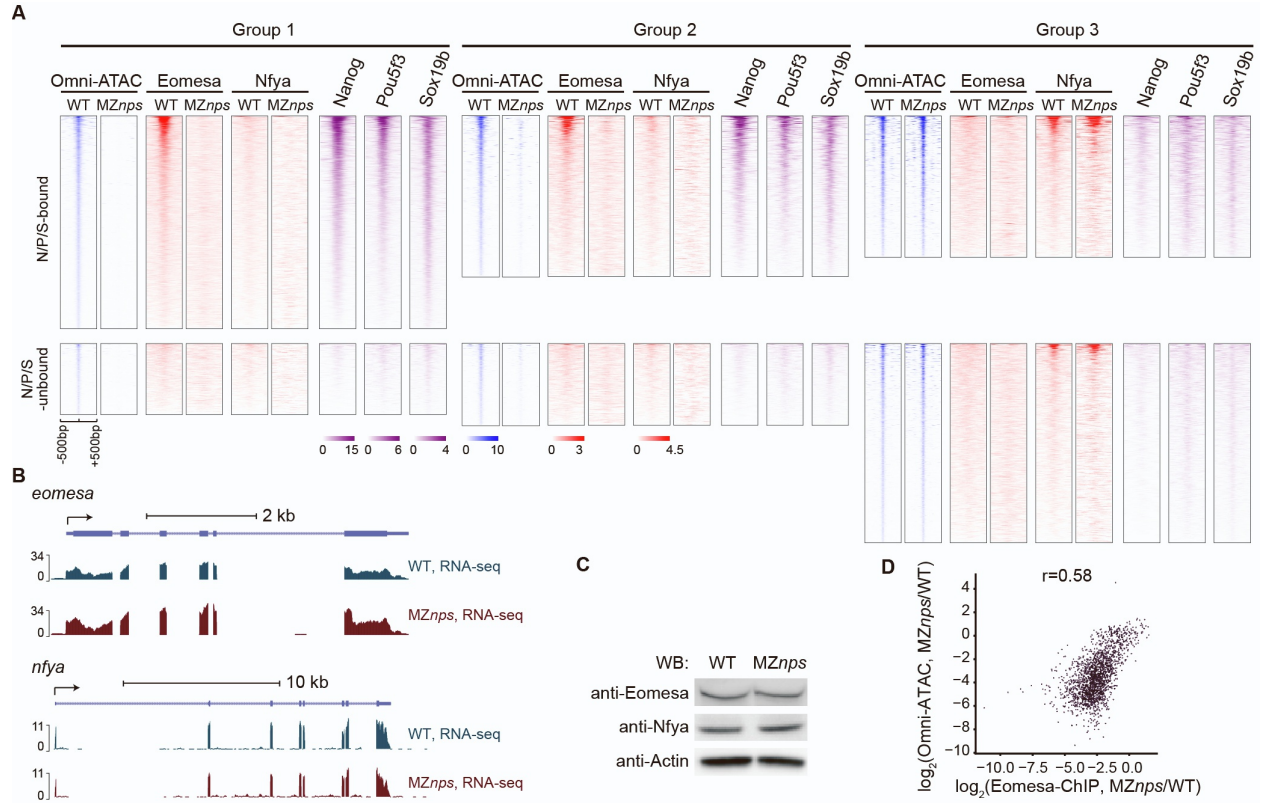 A
Group 1
Group 2
Group 3
Omni-ATAC Eomesa Nfya Nanog Pou5f3 Sox19b
WT MZnps WT MZnps WT MZnps
Omni-ATAC Eomesa Nfya Nanog Pou5f3 Sox19b
WT MZnps WT MZnps WT MZnps
Omni-ATAC Eomesa Nfya Nanog Pou5f3 Sox19b
WT MZnps WT MZnps WT MZnps
N/P/S-bound
N/P/S
-unbound
-500bp
+5000bp
0 15 0 6 0 4 0 10 0 3 0 4.5
B
eomesa
2 kb
34
0
WT, RNA-seq
34
0
MZnps, RNA-seq
nfya
10 kb
11
0
WT, RNA-seq
11
0
MZnps, RNA-seq
C
WB: WT MZnps
anti-Eomesa
anti-Nfya
anti-Actin
D
r=0.58
log2(Omni-ATAC, MZnps/WT)
4
2
0
−2
−4
−6
−8
−10
−10.0 −7.5 −5.0 −2.5 0.0
log2(Eomesa-ChIP, MZnps/WT)